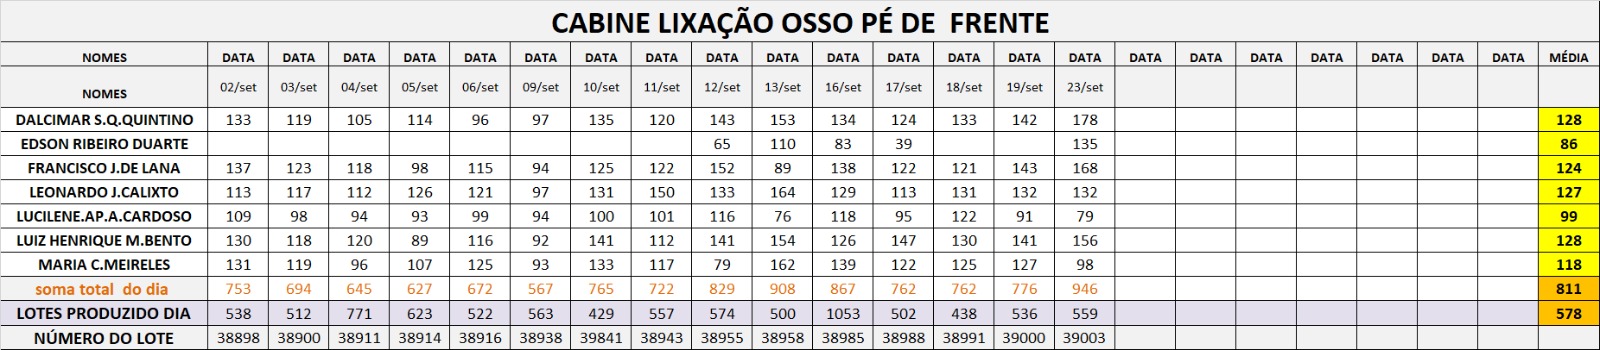 CABINE LIXAÇÃO OSSO PÉ DE  FRENTE
NOMES DATA DATA DATA DATA DATA DATA DATA DATA DATA DATA DATA DATA DATA DATA DATA DATA DATA DATA DATA DATA DATA DATA MÉDIA
NOMES 02/set 03/set 04/set 05/set 06/set 09/set 10/set 11/set 12/set 13/set 16/set 17/set 18/set 19/set 23/set
DALCIMAR S.Q.QUINTINO 133 119 105 114 96 97 135 120 143 153 134 124 133 142 178 128
EDSON RIBEIRO DUARTE 65 110 83 39 135 86
FRANCISCO J.DE LANA 137 123 118 98 115 94 125 122 152 89 138 122 121 143 168 124
LEONARDO J.CALIXTO 113 117 112 126 121 97 131 150 133 164 129 113 131 132 132 127
LUCILENE.AP.A.CARDOSO 109 98 94 93 99 94 100 101 116 76 118 95 122 91 79 99
LUIZ HENRIQUE M.BENTO 130 118 120 89 116 92 141 112 141 154 126 147 130 141 156 128
MARIA C.MEIRELES 131 119 96 107 125 93 133 117 79 162 139 122 125 127 98 118
soma total  do dia 753 694 645 627 672 567 765 722 829 908 867 762 762 776 946 811
LOTES PRODUZIDO DIA 538 512 771 623 522 563 429 557 574 500 1053 502 438 536 559 578
NÚMERO DO LOTE 38898 38900 38911 38914 38916 38938 39841 38943 38955 38958 38985 38988 38991 39000 39003